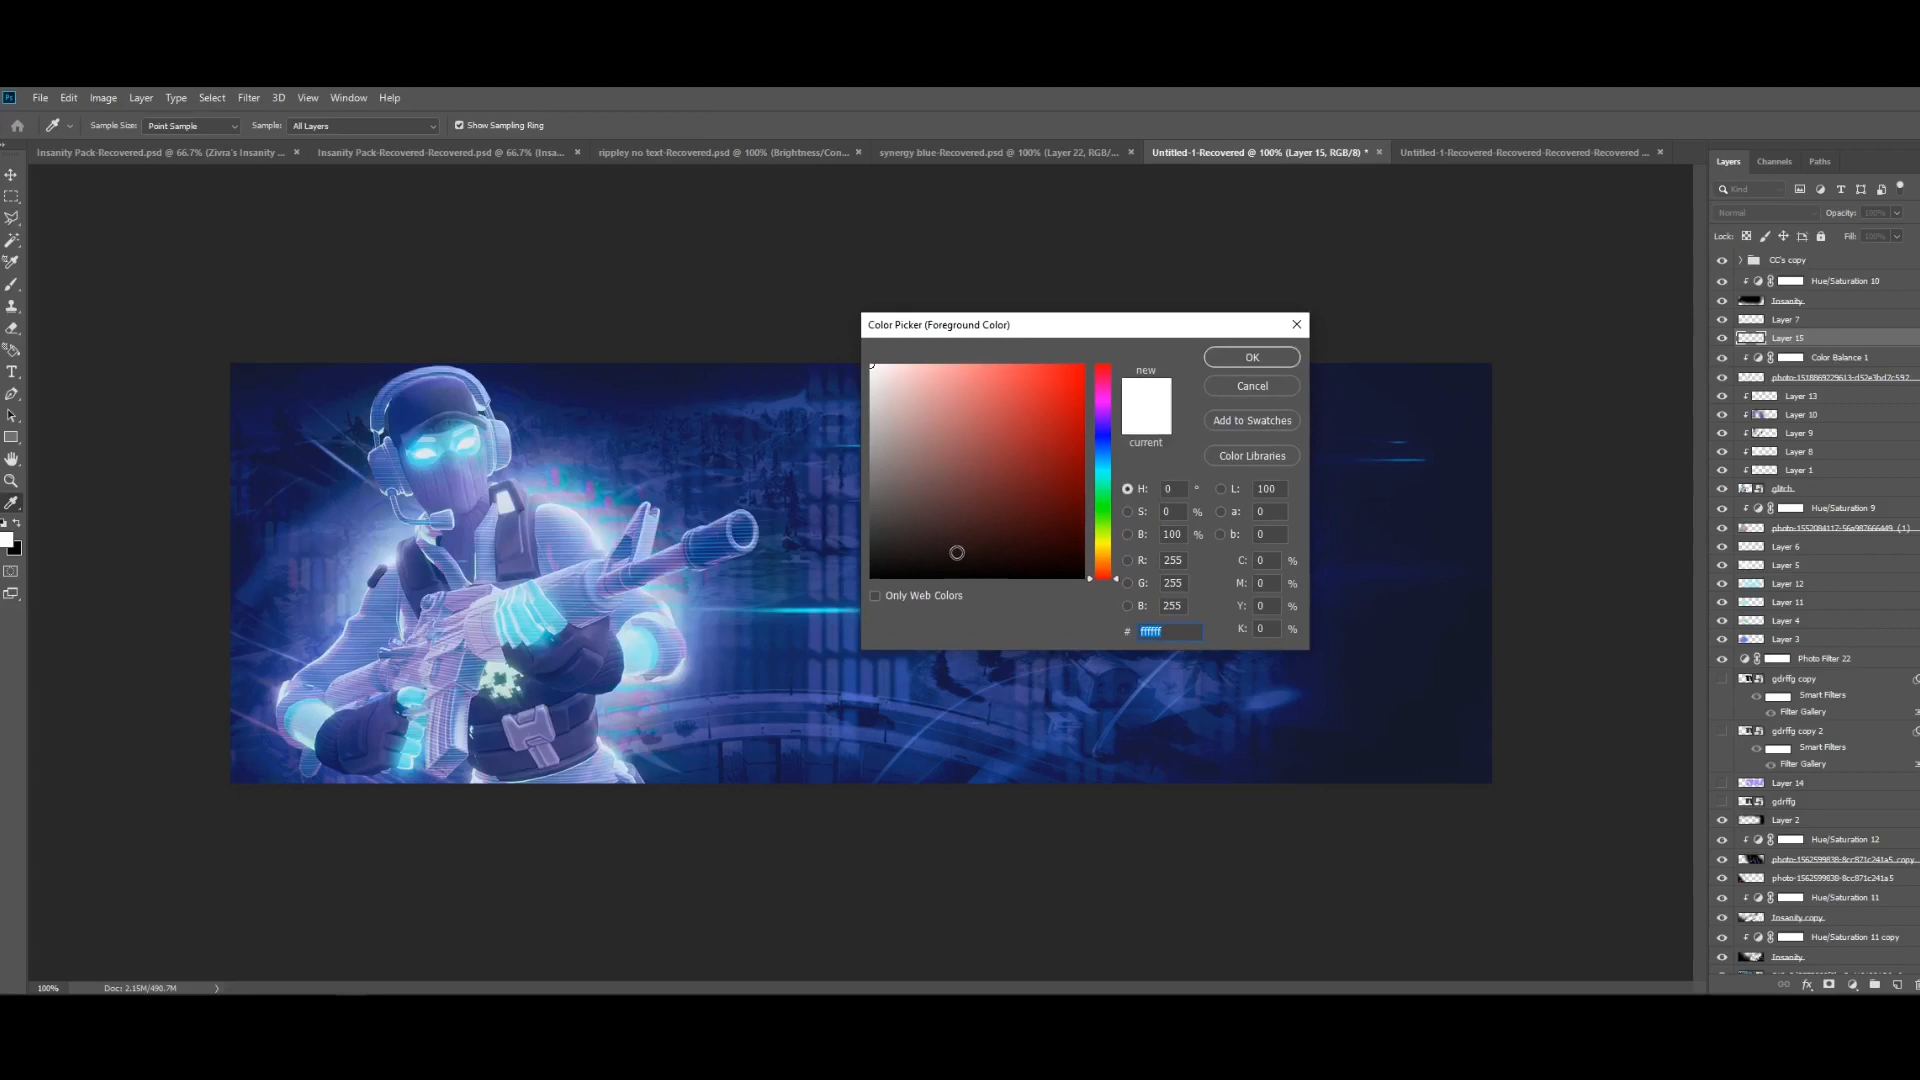 Ps File Edit Image Layer Type Select Filter 3D View Window Help
Sample Size: Point Sample Sample: All Layers Show Sampling Ring
Insanity Pack-Recovered.psd @ 66.7% (Zivra's Insanity ... Insanity Pack-Recovered-Recovered.psd @ 66.7% (Insa... rippley no text-Recovered.psd @ 100% (Brightness/Con... synergy blue-Recovered.psd @ 100% (Layer 22, RGB/... Untitled-1-Recovered @ 100% (Layer 15, RGB/8) * Untitled-1-Recovered-Recovered-Recovered-Recovered ...
Layers Channels Paths
Kind
Normal Opacity: 100%
Lock: Fill: 100%
CC's copy
Hue/Saturation 10
Insanity
Layer 7
Layer 15
Color Balance 1
photo-1518869229613-d52e3bd7c592
Layer 13
Layer 10
Layer 9
Layer 8
Layer 1
glitch
Hue/Saturation 9
photo-1552084117-56a987666449 (1)
Layer 6
Layer 5
Layer 12
Layer 11
Layer 4
Layer 3
Photo Filter 22
gdrffg copy
Smart Filters
Filter Gallery
gdrffg copy 2
Smart Filters
Filter Gallery
Layer 14
gdrffg
Layer 2
Hue/Saturation 12
photo-1562599838-8cc871c241a5 copy
photo-1562599838-8cc871c241a5
Hue/Saturation 11
Insanity copy
Hue/Saturation 11 copy
Insanity
Color Picker (Foreground Color)
new
current
OK
Cancel
Add to Swatches
Color Libraries
H: 0 ° L: 100
S: 0 % a: 0
B: 100 % b: 0
R: 255 C: 0 %
G: 255 M: 0 %
B: 255 Y: 0 %
# ffffff K: 0 %
Only Web Colors
100% Doc: 2.15M/490.7M